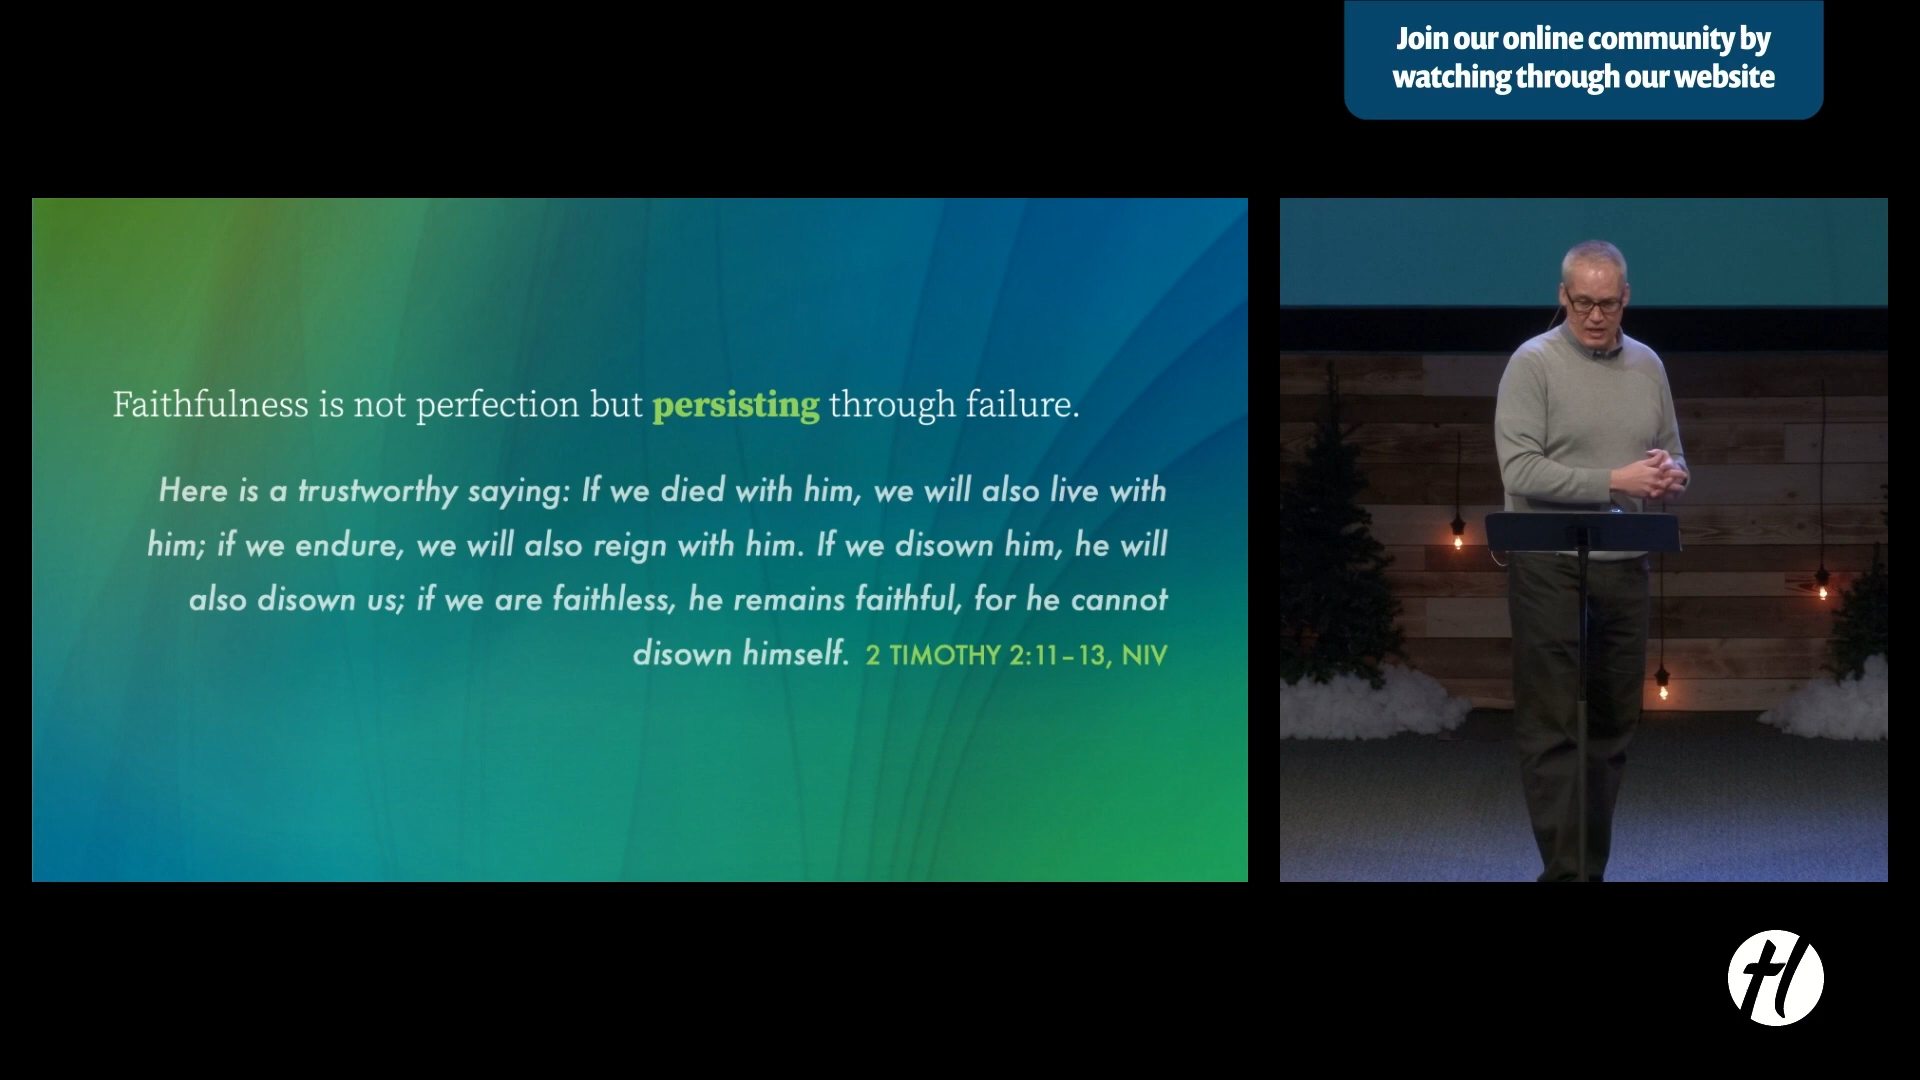 Join our online community by
watching through our website
Faithfulness is not perfection but persisting through failure.
Here is a trustworthy saying: If we died with him, we will also live with
him; if we endure, we will also reign with him. If we disown him, he will
also disown us; if we are faithless, he remains faithful, for he cannot
disown himself. 2 TIMOTHY 2:11–13, NIV
H